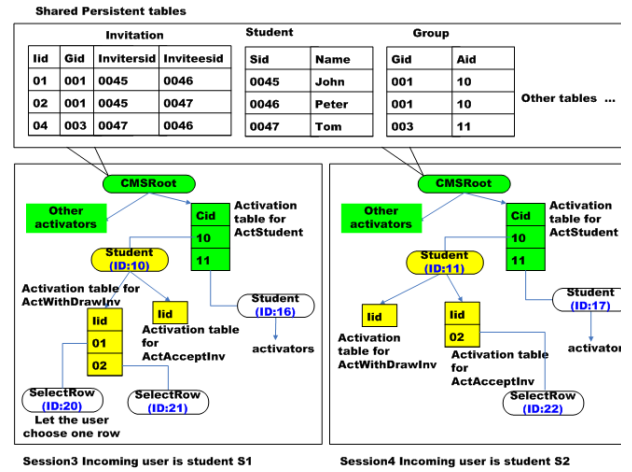 Shared Persistent tables
Invitation
Iid Gid Invitersid Inviteesid
01 001 0045 0046
02 001 0045 0047
04 003 0047 0046
Student
Sid Name
0045 John
0046 Peter
0047 Tom
Group
Gid Aid
001 10
001 10
003 11
Other tables ...
CMSRoot
Other
activators
Cid
10
11
Activation
table for
ActStudent
Student
(ID:10)
Activation table for
ActWithDrawInv
Iid
01
02
Iid
Activation table
for
ActAcceptInv
Student
(ID:16)
activators
SelectRow
(ID:20)
SelectRow
(ID:21)
Let the user
choose one row
Session3 Incoming user is student S1
CMSRoot
Other
activators
Cid
10
11
Activation
table for
ActStudent
Student
(ID:11)
Iid
Activation
table for
ActWithDrawInv
Iid
02
Activation table
for
ActAcceptInv
Student
(ID:17)
activator
SelectRow
(ID:22)
Session4 Incoming user is student S2